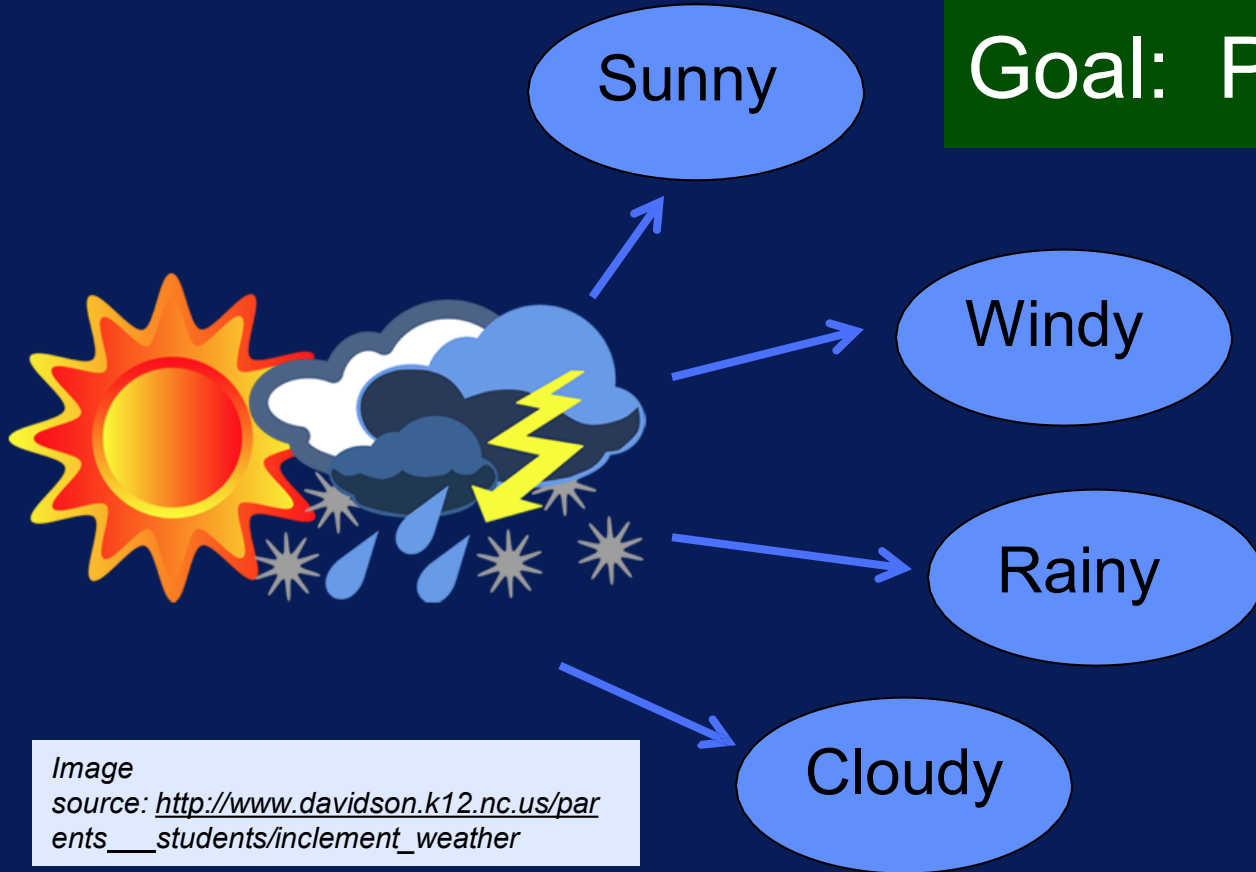 Sunny
Goal: P
Windy
Rainy
Cloudy
Image
source: http://www.davidson.k12.nc.us/par
ents___students/inclement_weather